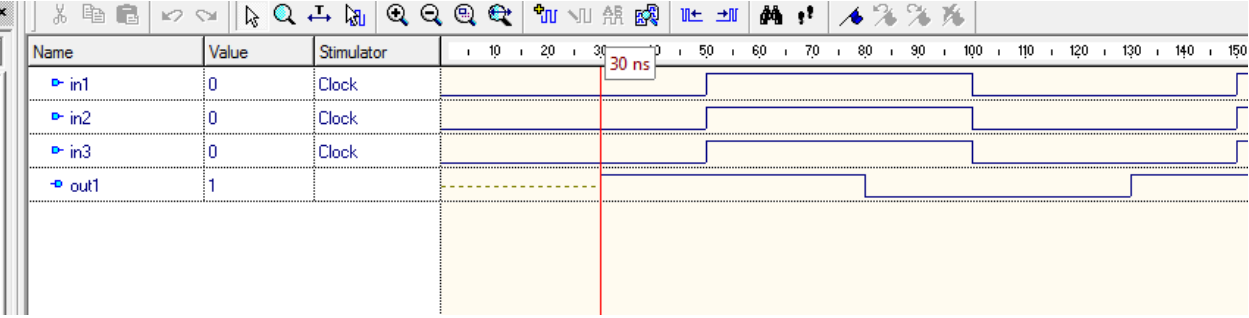 Name Value Stimulator 10 20 30 50 60 70 80 90 100 110 120 130 140 150
30 ns
in1 0 Clock
in2 0 Clock
in3 0 Clock
out1 1